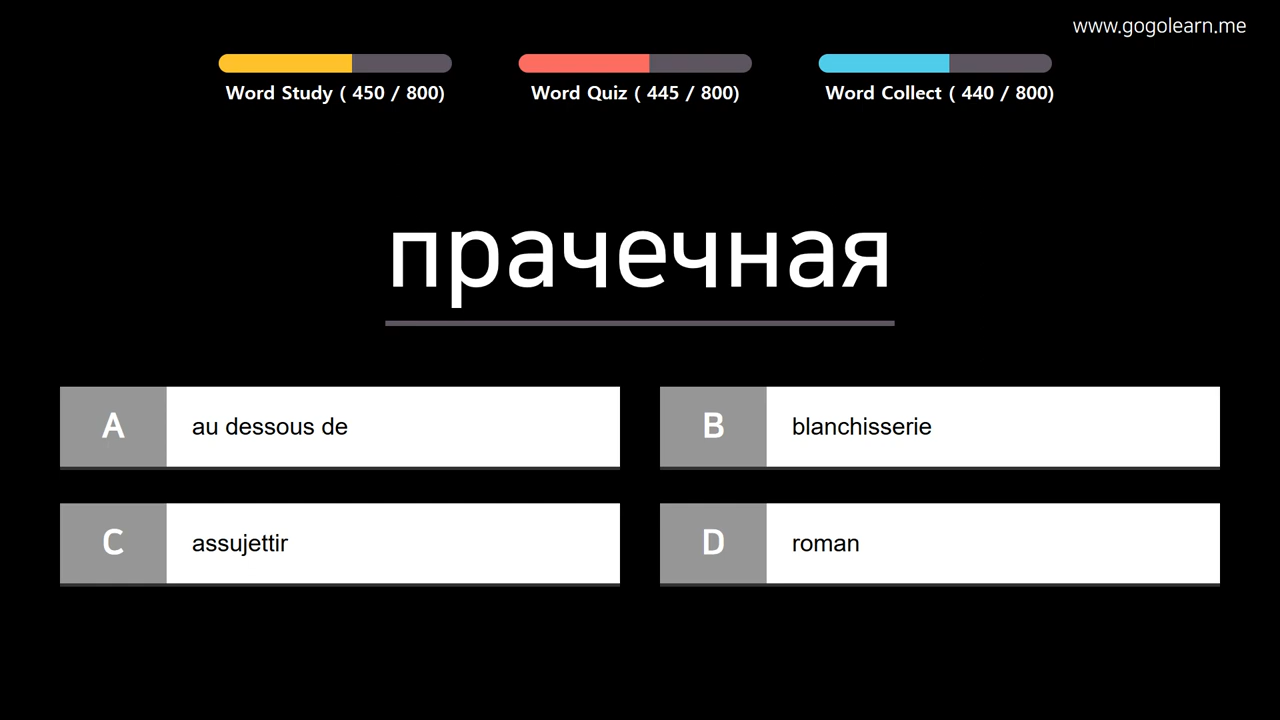 www.gogolearn.me
Word Study ( 450 / 800)
Word Quiz ( 445 / 800)
Word Collect ( 440 / 800)
прачечная
A au dessous de
B blanchisserie
C assujettir
D roman